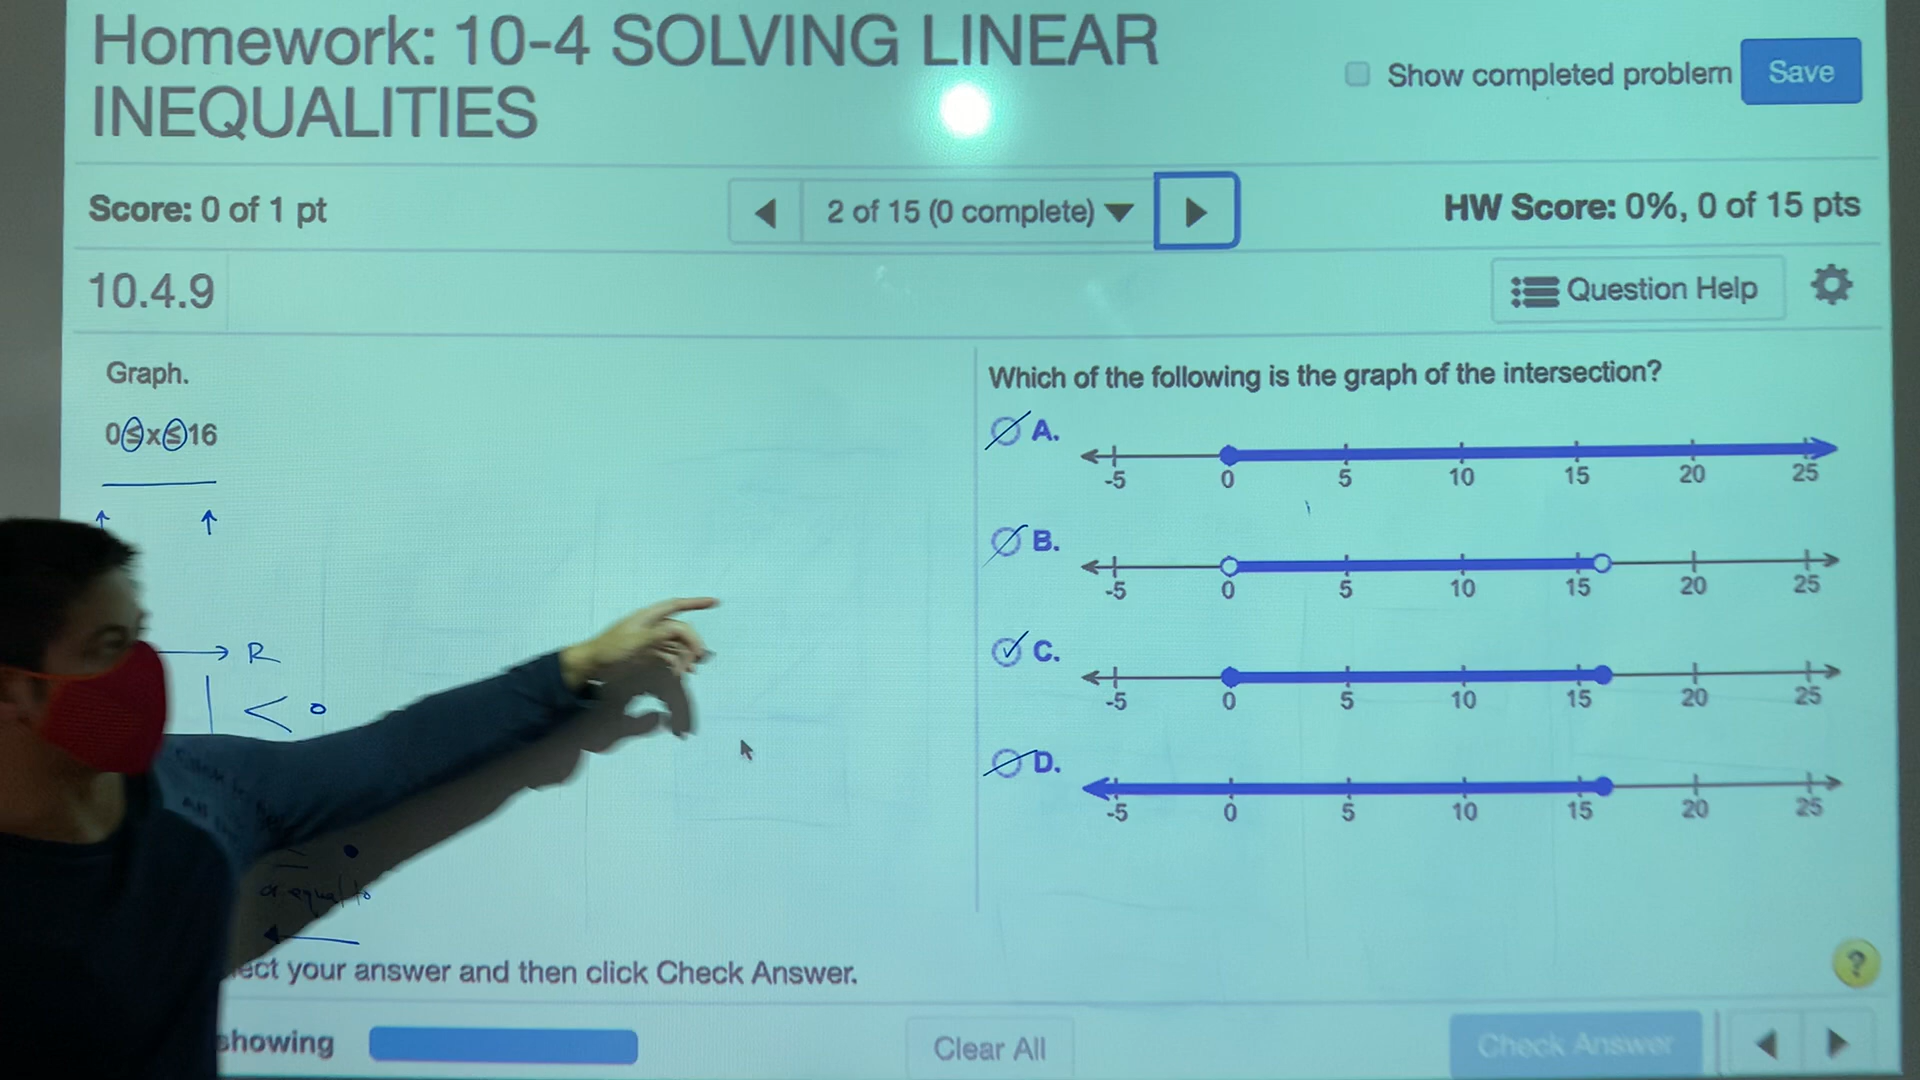 Homework: 10-4 SOLVING LINEAR
INEQUALITIES
Show completed problem
Save
Score: 0 of 1 pt
2 of 15 (0 complete)
HW Score: 0%, 0 of 15 pts
10.4.9
Question Help
Graph.
0≤x≤16
R
<
or equal to
Which of the following is the graph of the intersection?
A.
-5 0 5 10 15 20 25
B.
-5 0 5 10 15 20 25
C.
-5 0 5 10 15 20 25
D.
-5 0 5 10 15 20 25
ect your answer and then click Check Answer.
?
showing
Clear All
Check Answer